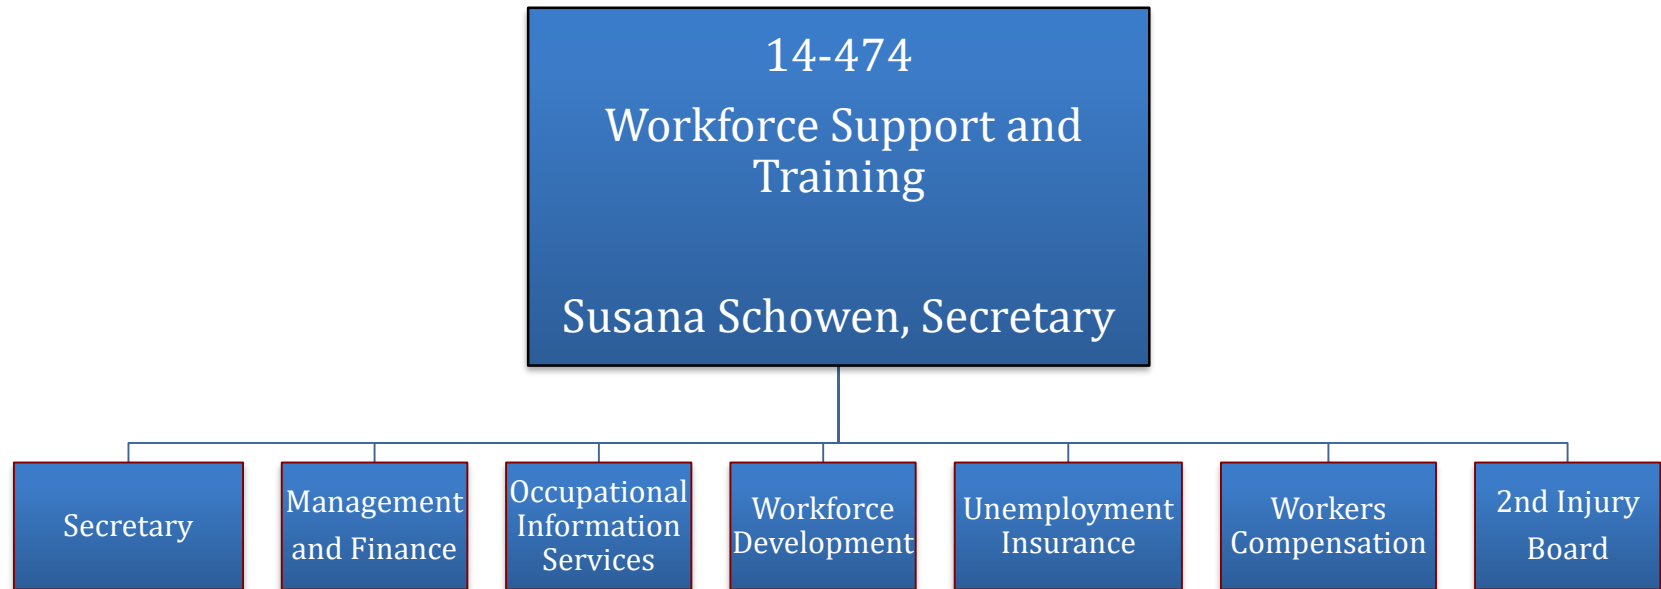 14-474
Workforce Support and
Training
Susana Schowen, Secretary
Secretary
Management
and Finance
Occupational
Information
Services
Workforce
Development
Unemployment
Insurance
Workers
Compensation
2nd Injury
Board